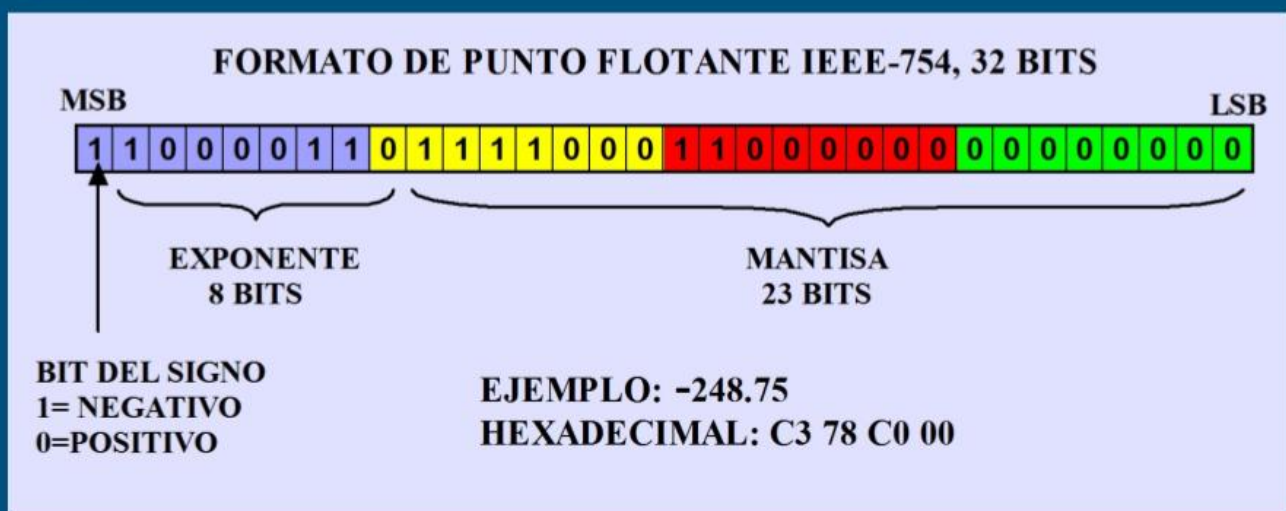 FORMATO DE PUNTO FLOTANTE IEEE-754, 32 BITS
MSB
LSB
1 1 0 0 0 0 1 1 0 1 1 1 1 0 0 0 1 1 0 0 0 0 0 0 0 0 0 0 0 0 0 0
EXPONENTE
8 BITS
MANTISA
23 BITS
BIT DEL SIGNO
1= NEGATIVO
0=POSITIVO
EJEMPLO: -248.75
HEXADECIMAL: C3 78 C0 00